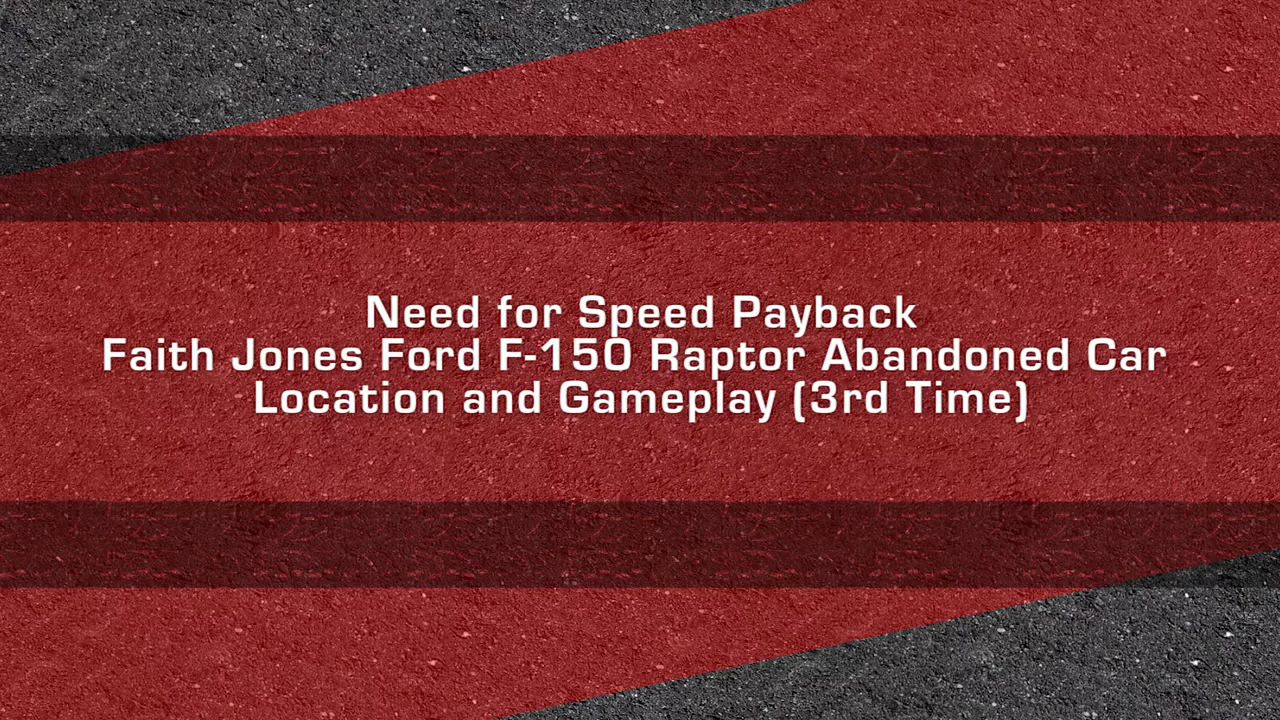 Need for Speed Payback
Faith Jones Ford F-150 Raptor Abandoned Car
Location and Gameplay (3rd Time)